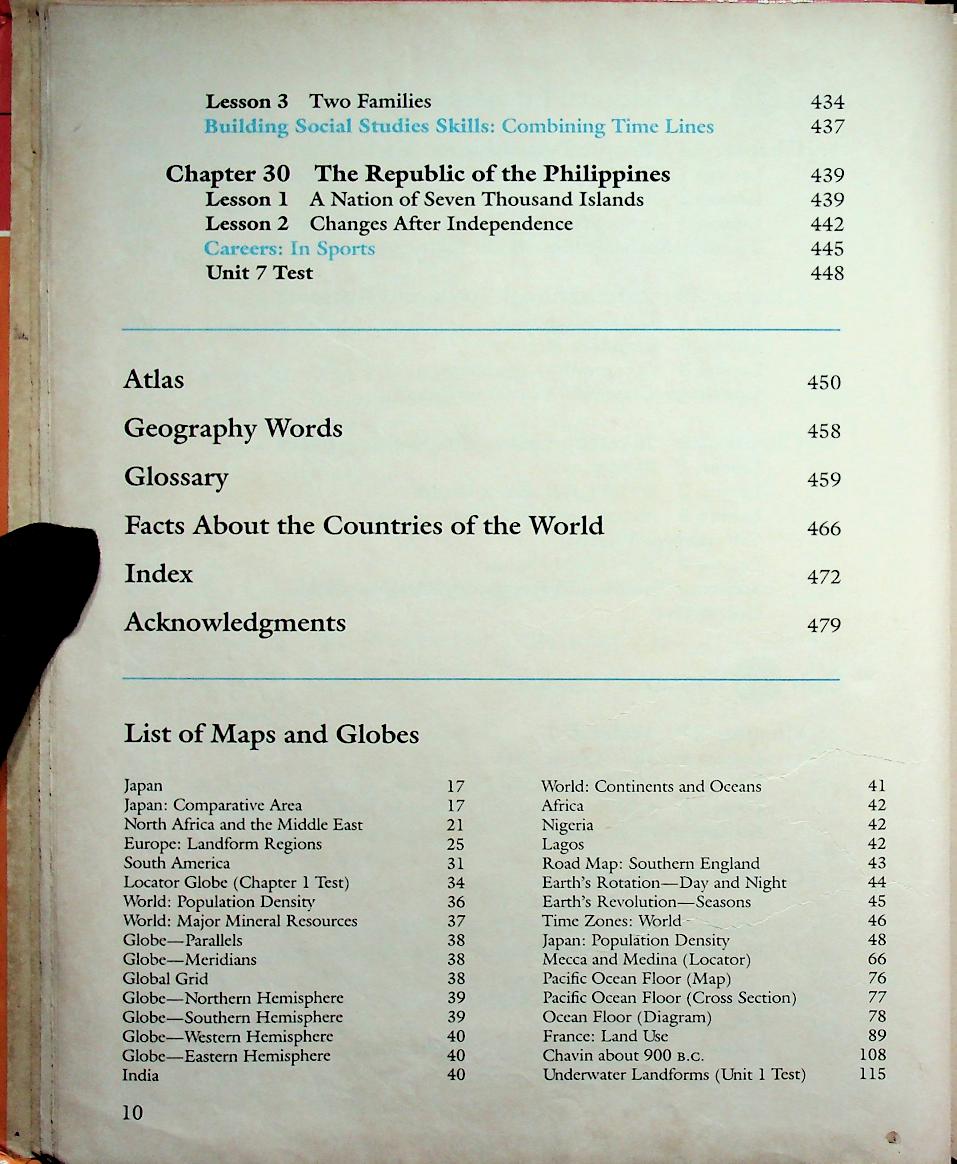 Lesson 3 Two Families 434
Building Social Studies Skills: Combining Time Lines 437
Chapter 30 The Republic of the Philippines 439
Lesson 1 A Nation of Seven Thousand Islands 439
Lesson 2 Changes After Independence 442
Careers: In Sports 445
Unit 7 Test 448
Atlas 450
Geography Words 458
Glossary 459
Facts About the Countries of the World 466
Index 472
Acknowledgments 479
List of Maps and Globes
Japan 17
Japan: Comparative Area 17
North Africa and the Middle East 21
Europe: Landform Regions 25
South America 31
Locator Globe (Chapter 1 Test) 34
World: Population Density 36
World: Major Mineral Resources 37
Globe—Parallels 38
Globe—Meridians 38
Global Grid 38
Globe—Northern Hemisphere 39
Globe—Southern Hemisphere 39
Globe—Western Hemisphere 40
Globe—Eastern Hemisphere 40
India 40
World: Continents and Oceans 41
Africa 42
Nigeria 42
Lagos 42
Road Map: Southern England 43
Earth's Rotation—Day and Night 44
Earth's Revolution—Seasons 45
Time Zones: World 46
Japan: Population Density 48
Mecca and Medina (Locator) 66
Pacific Ocean Floor (Map) 76
Pacific Ocean Floor (Cross Section) 77
Ocean Floor (Diagram) 78
France: Land Use 89
Chavin about 900 B.C. 108
Underwater Landforms (Unit 1 Test) 115
10